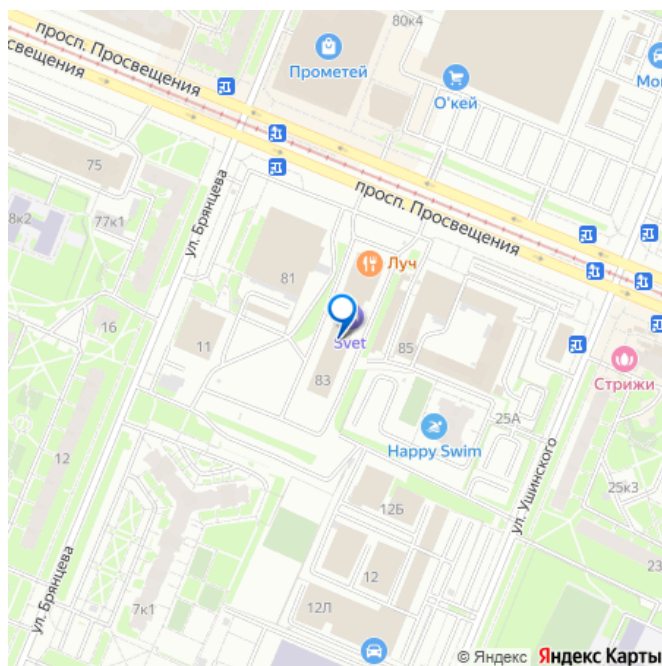 80к4
просп. Просвещения
Прометей
О'кей
Просвещения
75
ул. Брянцева
просп. Просвещения
8к2
77к1
Луч
81
16
11
Svet
85
83
Стрижи
25А
Happy Swim
12
25к3
12Б
ул. Ушинского
23
12
ул. Брянцева
7к1
12Л
© Яндекс Яндекс Карты